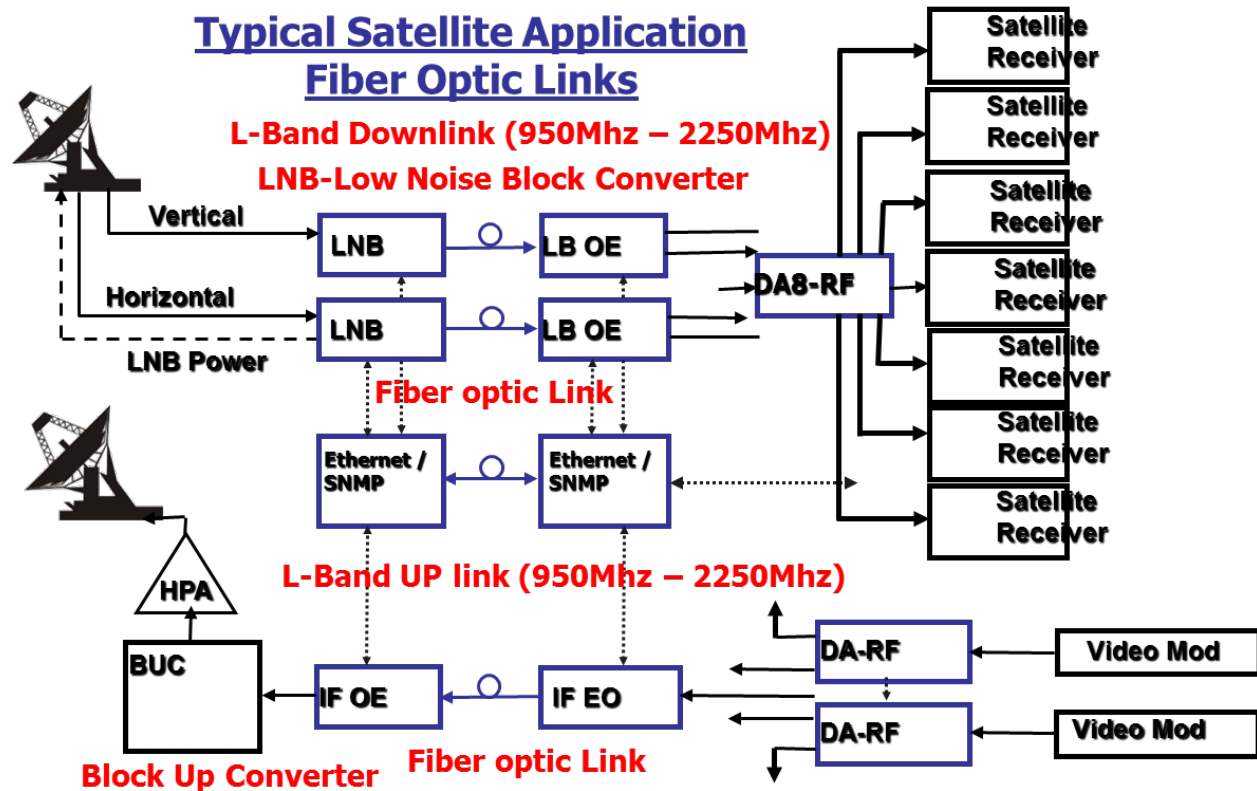 Typical Satellite Application
Fiber Optic Links
L-Band Downlink (950Mhz – 2250Mhz)
LNB-Low Noise Block Converter
Vertical
LNB
LB OE
Horizontal
LNB
LB OE
DA8-RF
LNB Power
Fiber optic Link
Satellite
Receiver
Satellite
Receiver
Satellite
Receiver
Satellite
Receiver
Satellite
Receiver
Satellite
Receiver
Satellite
Receiver
Ethernet /
SNMP
Ethernet /
SNMP
L-Band UP link (950Mhz – 2250Mhz)
HPA
BUC
IF OE
IF EO
DA-RF
Video Mod
DA-RF
Video Mod
Block Up Converter
Fiber optic Link